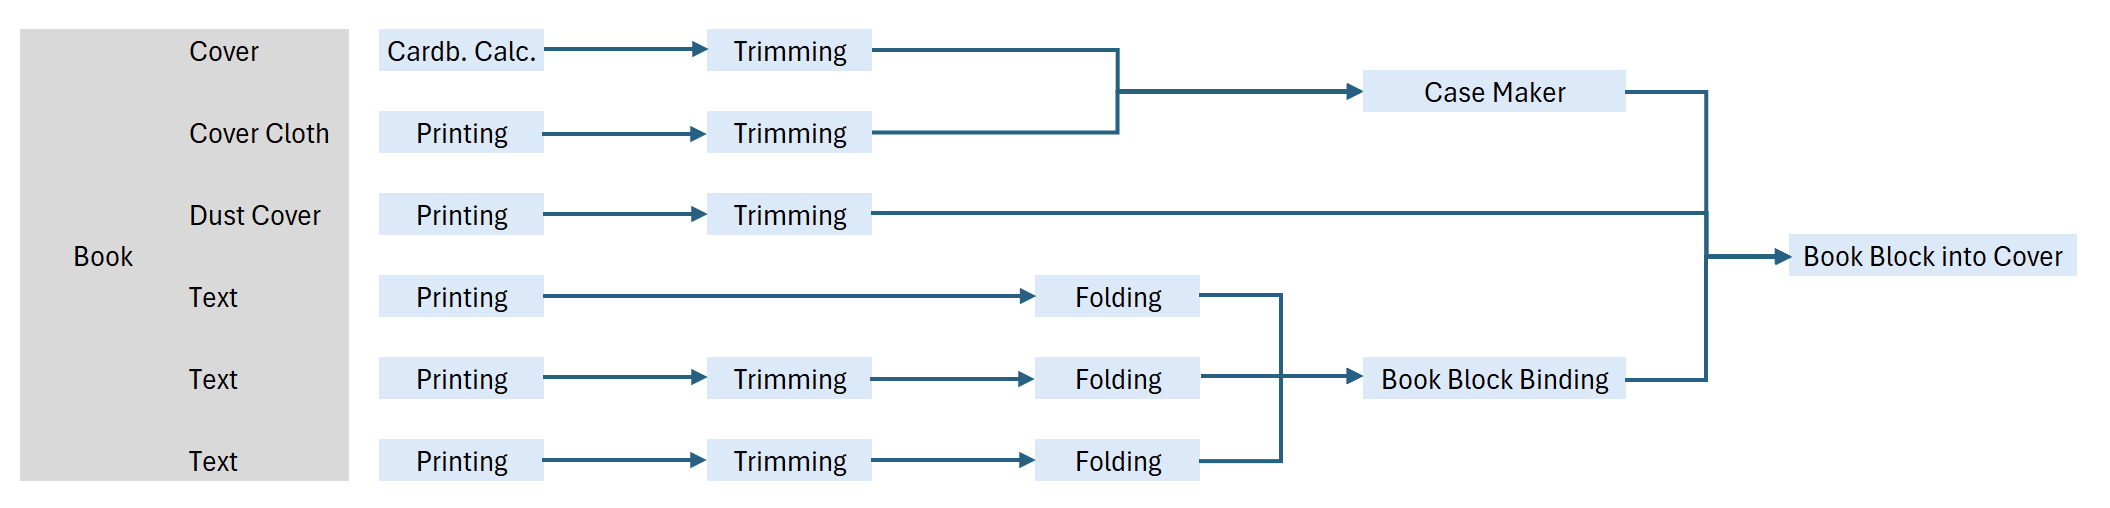 Cover
Cardb. Calc.
Trimming
Case Maker
Cover Cloth
Printing
Trimming
Dust Cover
Printing
Trimming
Book
Book Block into Cover
Text
Printing
Folding
Text
Printing
Trimming
Folding
Book Block Binding
Text
Printing
Trimming
Folding